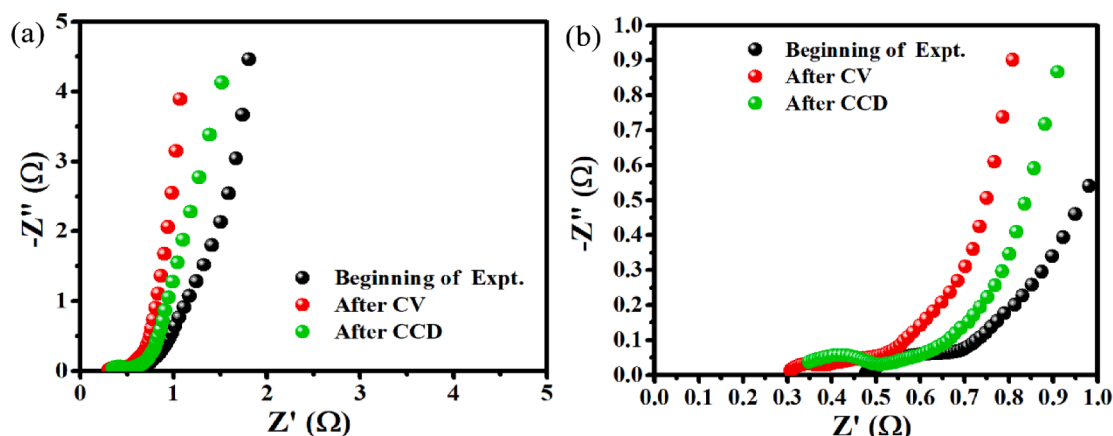 (a)
5
4
3
2
1
0
-Z'' (Ω)
Beginning of Expt.
After CV
After CCD
0 1 2 3 4 5
Z' (Ω)
(b)
1.0
0.9
0.8
0.7
0.6
0.5
0.4
0.3
0.2
0.1
0.0
-Z'' (Ω)
Beginning of Expt.
After CV
After CCD
0.0 0.1 0.2 0.3 0.4 0.5 0.6 0.7 0.8 0.9 1.0
Z' (Ω)